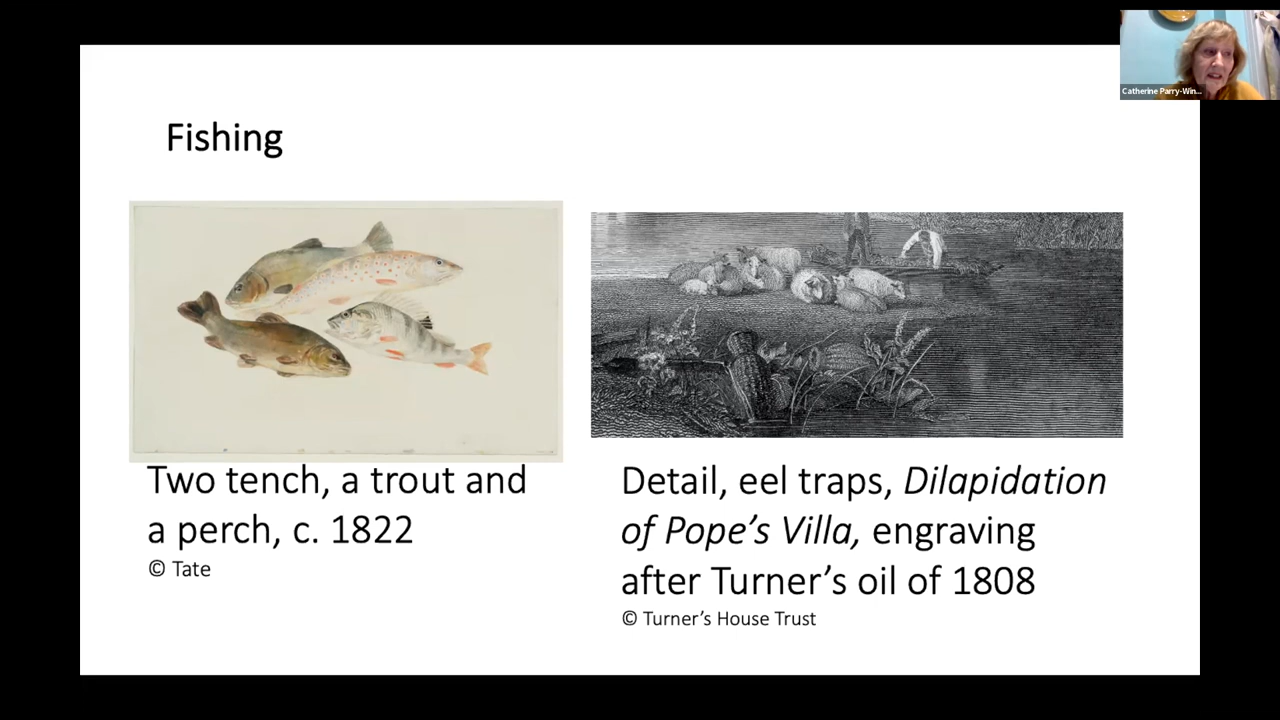 Catherine Parry-Win...
Fishing
Two tench, a trout and
a perch, c. 1822
© Tate
Detail, eel traps, Dilapidation
of Pope’s Villa, engraving
after Turner’s oil of 1808
© Turner’s House Trust